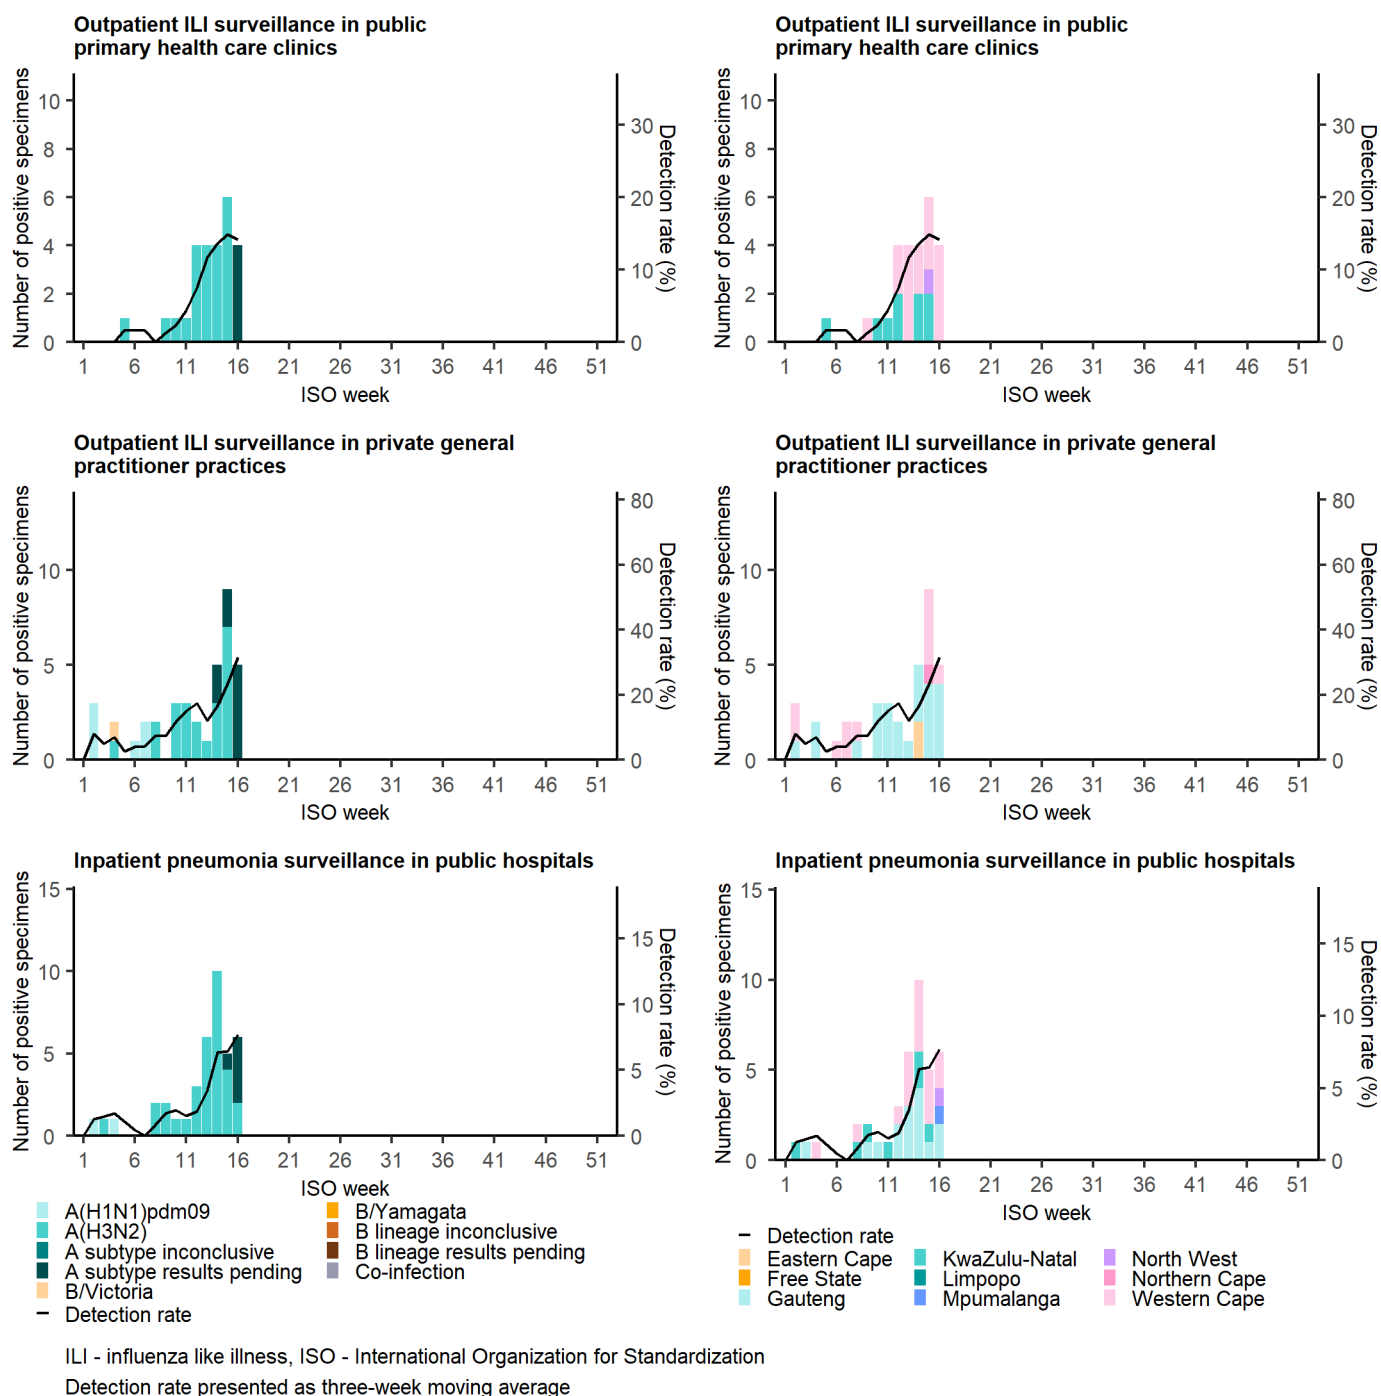 Outpatient ILI surveillance in public
primary health care clinics
Number of positive specimens
10
8
6
4
2
0
30
20
10
0
Detection rate (%)
1 6 11 16 21 26 31 36 41 46 51
ISO week
Outpatient ILI surveillance in public
primary health care clinics
Number of positive specimens
10
8
6
4
2
0
30
20
10
0
Detection rate (%)
1 6 11 16 21 26 31 36 41 46 51
ISO week
Outpatient ILI surveillance in private general
practitioner practices
Number of positive specimens
10
5
0
80
60
40
20
0
Detection rate (%)
1 6 11 16 21 26 31 36 41 46 51
ISO week
Outpatient ILI surveillance in private general
practitioner practices
Number of positive specimens
10
5
0
80
60
40
20
0
Detection rate (%)
1 6 11 16 21 26 31 36 41 46 51
ISO week
Inpatient pneumonia surveillance in public hospitals
Number of positive specimens
15
10
5
0
15
10
5
0
Detection rate (%)
1 6 11 16 21 26 31 36 41 46 51
ISO week
A(H1N1)pdm09
A(H3N2)
A subtype inconclusive
A subtype results pending
B/Victoria
Detection rate
B/Yamagata
B lineage inconclusive
B lineage results pending
Co-infection
Inpatient pneumonia surveillance in public hospitals
Number of positive specimens
15
10
5
0
15
10
5
0
Detection rate (%)
1 6 11 16 21 26 31 36 41 46 51
ISO week
Detection rate
Eastern Cape
Free State
Gauteng
KwaZulu-Natal
Limpopo
Mpumalanga
North West
Northern Cape
Western Cape
ILI - influenza like illness, ISO - International Organization for Standardization
Detection rate presented as three-week moving average